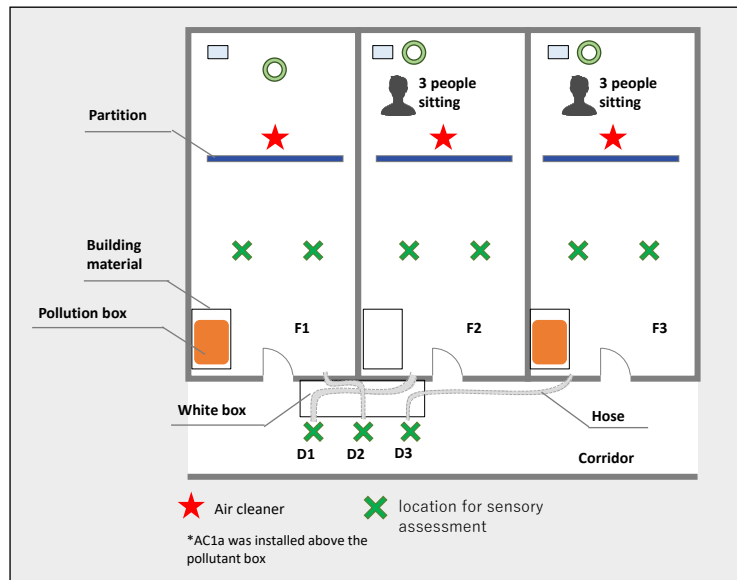 3 people
sitting
3 people
sitting
Partition
Building
material
Pollution box
F1
F2
F3
White box
Hose
D1
D2
D3
Corridor
Air cleaner
location for sensory
assessment
*AC1a was installed above the
pollutant box